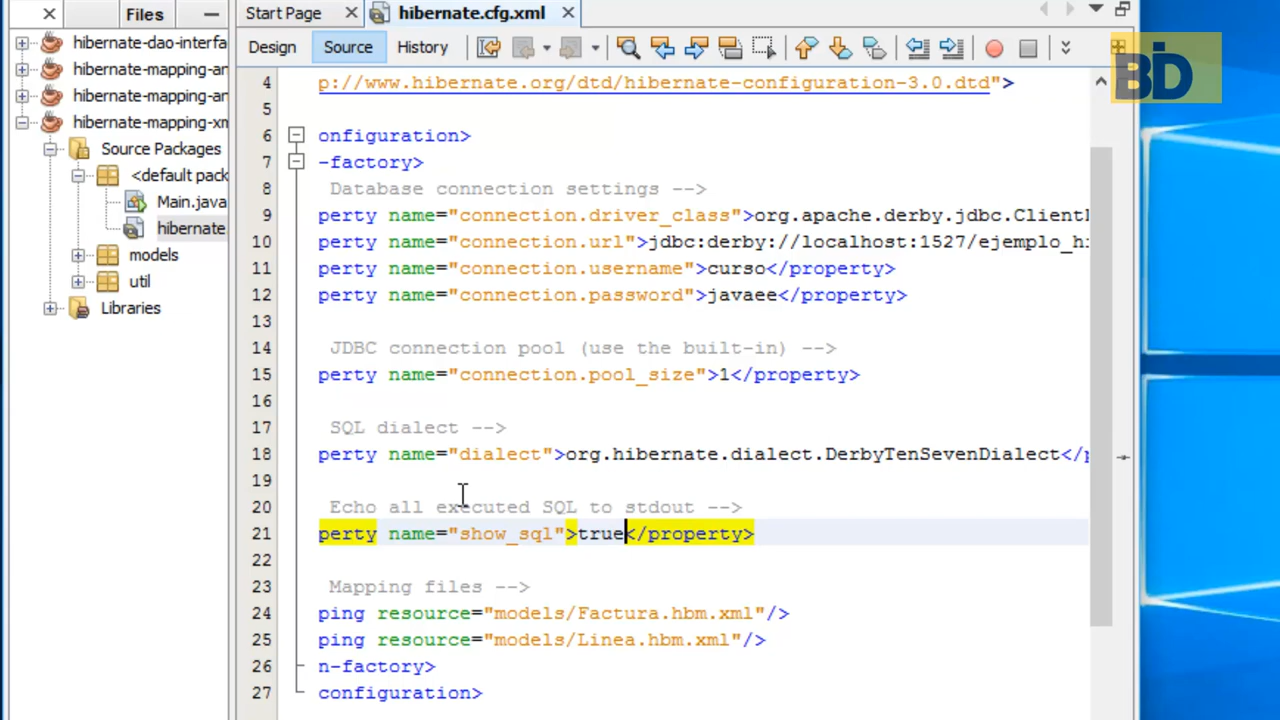 Files
Start Page
hibernate.cfg.xml
Design
Source
History
BID
hibernate-dao-interfa
hibernate-mapping-an
hibernate-mapping-an
hibernate-mapping-xm
Source Packages
<default pack
Main.java
hibernate
models
util
Libraries
4 p://www.hibernate.org/dtd/hibernate-configuration-3.0.dtd">
5
6 onfiguration>
7 -factory>
8 Database connection settings -->
9 perty name="connection.driver_class">org.apache.derby.jdbc.Client
10 perty name="connection.url">jdbc:derby://localhost:1527/ejemplo_hi
11 perty name="connection.username">curso</property>
12 perty name="connection.password">javaee</property>
13
14 JDBC connection pool (use the built-in) -->
15 perty name="connection.pool_size">1</property>
16
17 SQL dialect -->
18 perty name="dialect">org.hibernate.dialect.DerbyTenSevenDialect</p
19
20 Echo all executed SQL to stdout -->
21 perty name="show_sql">true</property>
22
23 Mapping files -->
24 ping resource="models/Factura.hbm.xml"/>
25 ping resource="models/Linea.hbm.xml"/>
26 n-factory>
27 configuration>